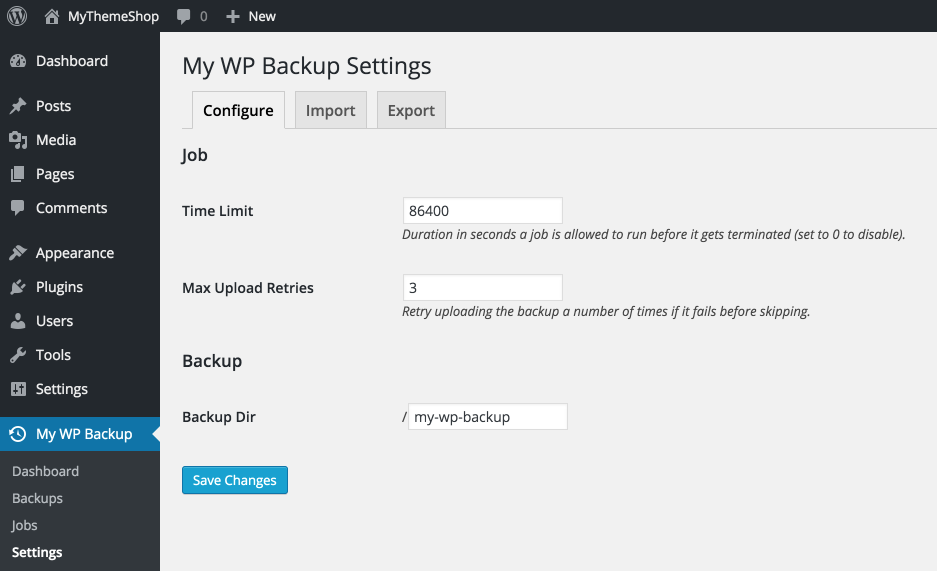 MyThemeShop 0 New
Dashboard
Posts
Media
Pages
Comments
Appearance
Plugins
Users
Tools
Settings
My WP Backup
Dashboard
Backups
Jobs
Settings
My WP Backup Settings
Configure Import Export
Job
Time Limit 86400
Duration in seconds a job is allowed to run before it gets terminated (set to 0 to disable).
Max Upload Retries 3
Retry uploading the backup a number of times if it fails before skipping.
Backup
Backup Dir / my-wp-backup
Save Changes